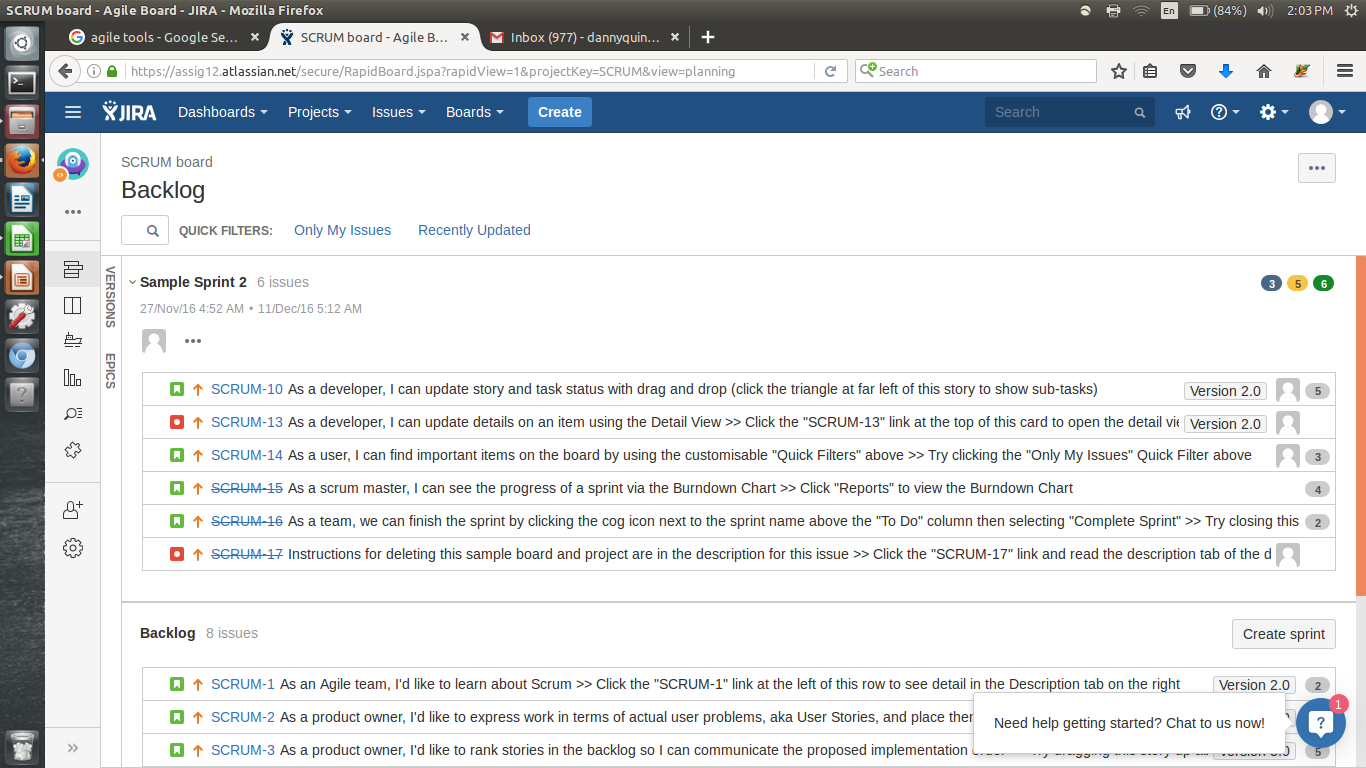 SCRUM board - Agile Board - JIRA - Mozilla Firefox
En (84%) 2:03 PM
agile tools - Google Se...
SCRUM board - Agile B...
Inbox (977) - dannyquin...
https://assig12.atlassian.net/secure/RapidBoard.jspa?rapidView=1&projectKey=SCRUM&view=planning
Search
JIRA Dashboards Projects Issues Boards Create Search
SCRUM board
Backlog
QUICK FILTERS: Only My Issues Recently Updated
VERSIONS
EPICS
Sample Sprint 2 6 issues 3 5 6
27/Nov/16 4:52 AM • 11/Dec/16 5:12 AM
SCRUM-10 As a developer, I can update story and task status with drag and drop (click the triangle at far left of this story to show sub-tasks) Version 2.0 5
SCRUM-13 As a developer, I can update details on an item using the Detail View >> Click the "SCRUM-13" link at the top of this card to open the detail vie Version 2.0
SCRUM-14 As a user, I can find important items on the board by using the customisable "Quick Filters" above >> Try clicking the "Only My Issues" Quick Filter above 3
SCRUM-15 As a scrum master, I can see the progress of a sprint via the Burndown Chart >> Click "Reports" to view the Burndown Chart 4
SCRUM-16 As a team, we can finish the sprint by clicking the cog icon next to the sprint name above the "To Do" column then selecting "Complete Sprint" >> Try closing this 2
SCRUM-17 Instructions for deleting this sample board and project are in the description for this issue >> Click the "SCRUM-17" link and read the description tab of the d
Backlog 8 issues Create sprint
SCRUM-1 As an Agile team, I'd like to learn about Scrum >> Click the "SCRUM-1" link at the left of this row to see detail in the Description tab on the right Version 2.0 2
SCRUM-2 As a product owner, I'd like to express work in terms of actual user problems, aka User Stories, and place then
Need help getting started? Chat to us now! 1
SCRUM-3 As a product owner, I'd like to rank stories in the backlog so I can communicate the proposed implementation 5